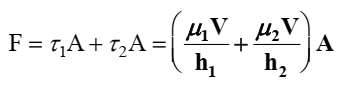 F = τ₁A + τ₂A = (μ₁V/h₁ + μ₂V/h₂) A